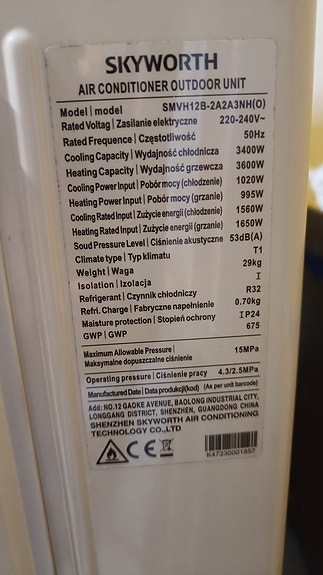 SKYWORTH
AIR CONDITIONER OUTDOOR UNIT
Model | model SMVH12B-2A2A3NH(O)
Rated Voltag | Zasilanie elektryczne 220-240V~
Rated Frequence | Częstotliwość 50Hz
Cooling Capacity | Wydajność chłodnicza 3400W
Heating Capacity | Wydajność grzewcza 3600W
Cooling Power Input | Pobór mocy (chłodzenie) 1020W
Heating Power Input | Pobór mocy (grzanie) 995W
Cooling Rated Input | Zużycie energii (chłodzenie) 1560W
Heating Rated Input | Zużycie energii (grzanie) 1650W
Soud Pressure Level | Ciśnienie akustyczne 53dB(A)
Climate type | Typ klimatu T1
Weight | Waga 29kg
Isolation | Izolacja I
Refrigerant | Czynnik chłodniczy R32
Refri. Charge | Fabryczne napełnienie 0.70kg
Maisture protection | Stopień ochrony IP24
GWP | GWP 675
Maximum Allowable Pressure |
Maksymalne dopuszczalne ciśnienie 15MPa
Operating pressure | Ciśnienie pracy 4.3/2.5MPa
Manufactured Date | Data produkcji(kod) (As per unit barcode)
Add: NO.12 GAOKE AVENUE, BAOLONG INDUSTRIAL CITY,
LONGGANG DISTRICT, SHENZHEN, GUANGDONG CHINA
SHENZHEN SKYWORTH AIR CONDITIONING
TECHNOLOGY CO.,LTD
CE
K47230001857